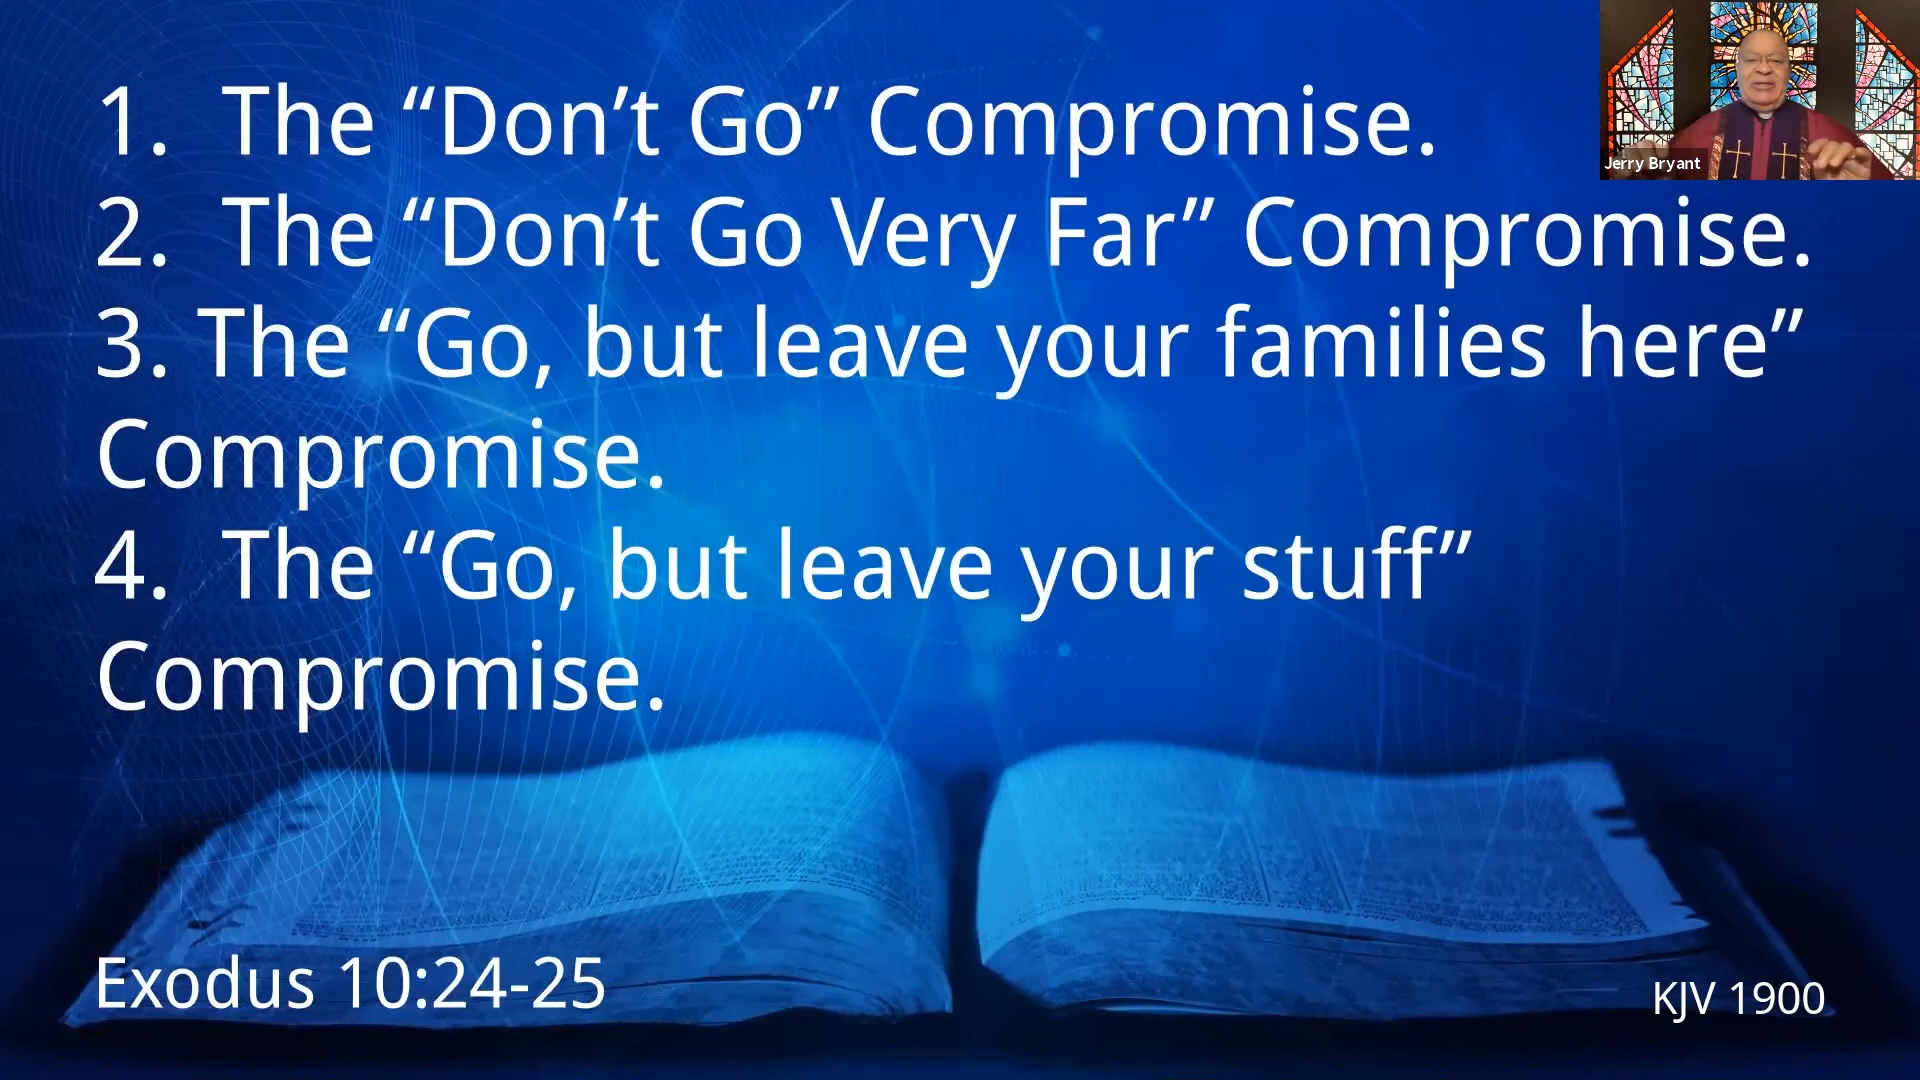 1.  The “Don’t Go” Compromise.
2.  The “Don’t Go Very Far” Compromise.
3. The “Go, but leave your families here”
Compromise.
4.  The “Go, but leave your stuff”
Compromise.
Exodus 10:24-25
KJV 1900
Jerry Bryant